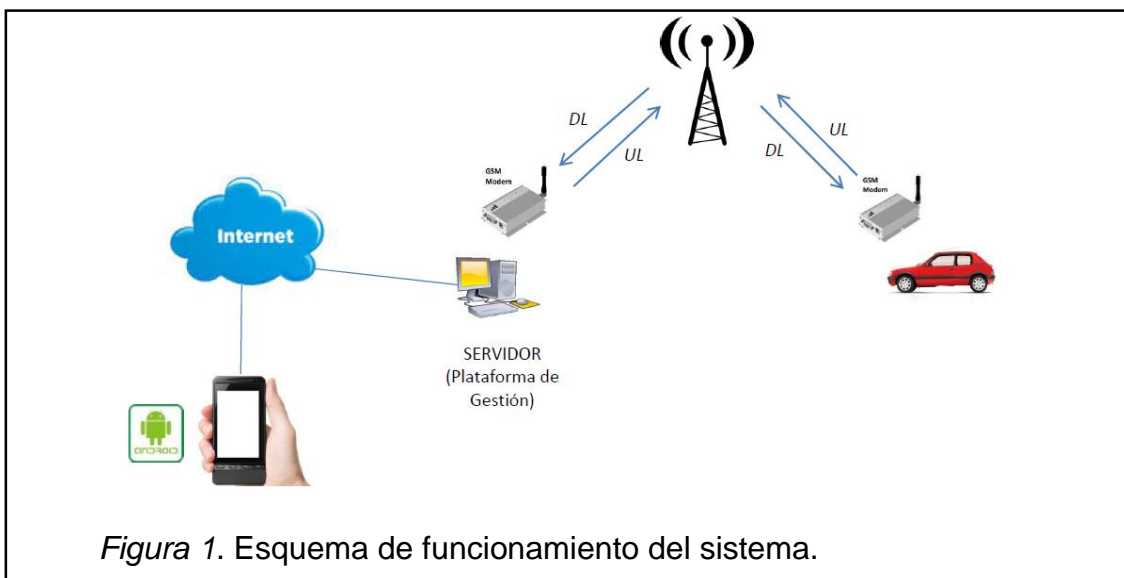 DL
UL
UL
DL
GSM
Modem
GSM
Modem
Internet
SERVIDOR
(Plataforma de
Gestión)
ANDROID
Figura 1. Esquema de funcionamiento del sistema.